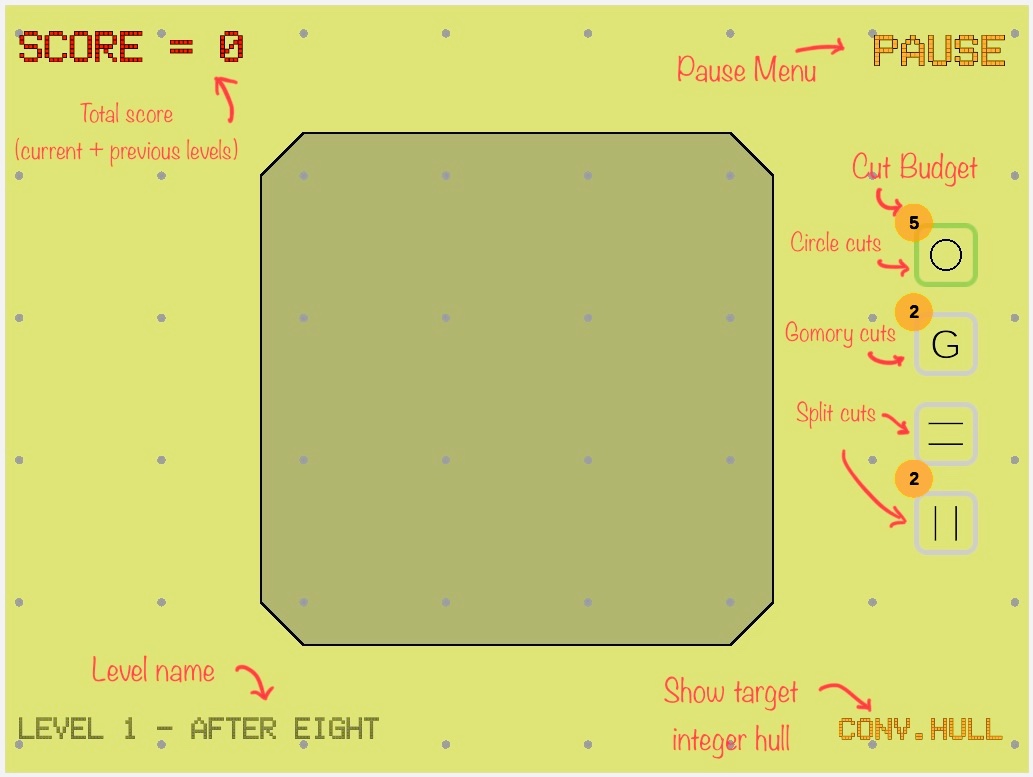 SCORE = 0
PAUSE
Pause Menu
Total score
(current + previous levels)
Cut Budget
5
Circle cuts
2
Gomory cuts
G
Split cuts
2
Level name
LEVEL 1 - AFTER EIGHT
Show target
integer hull
CONV.HULL